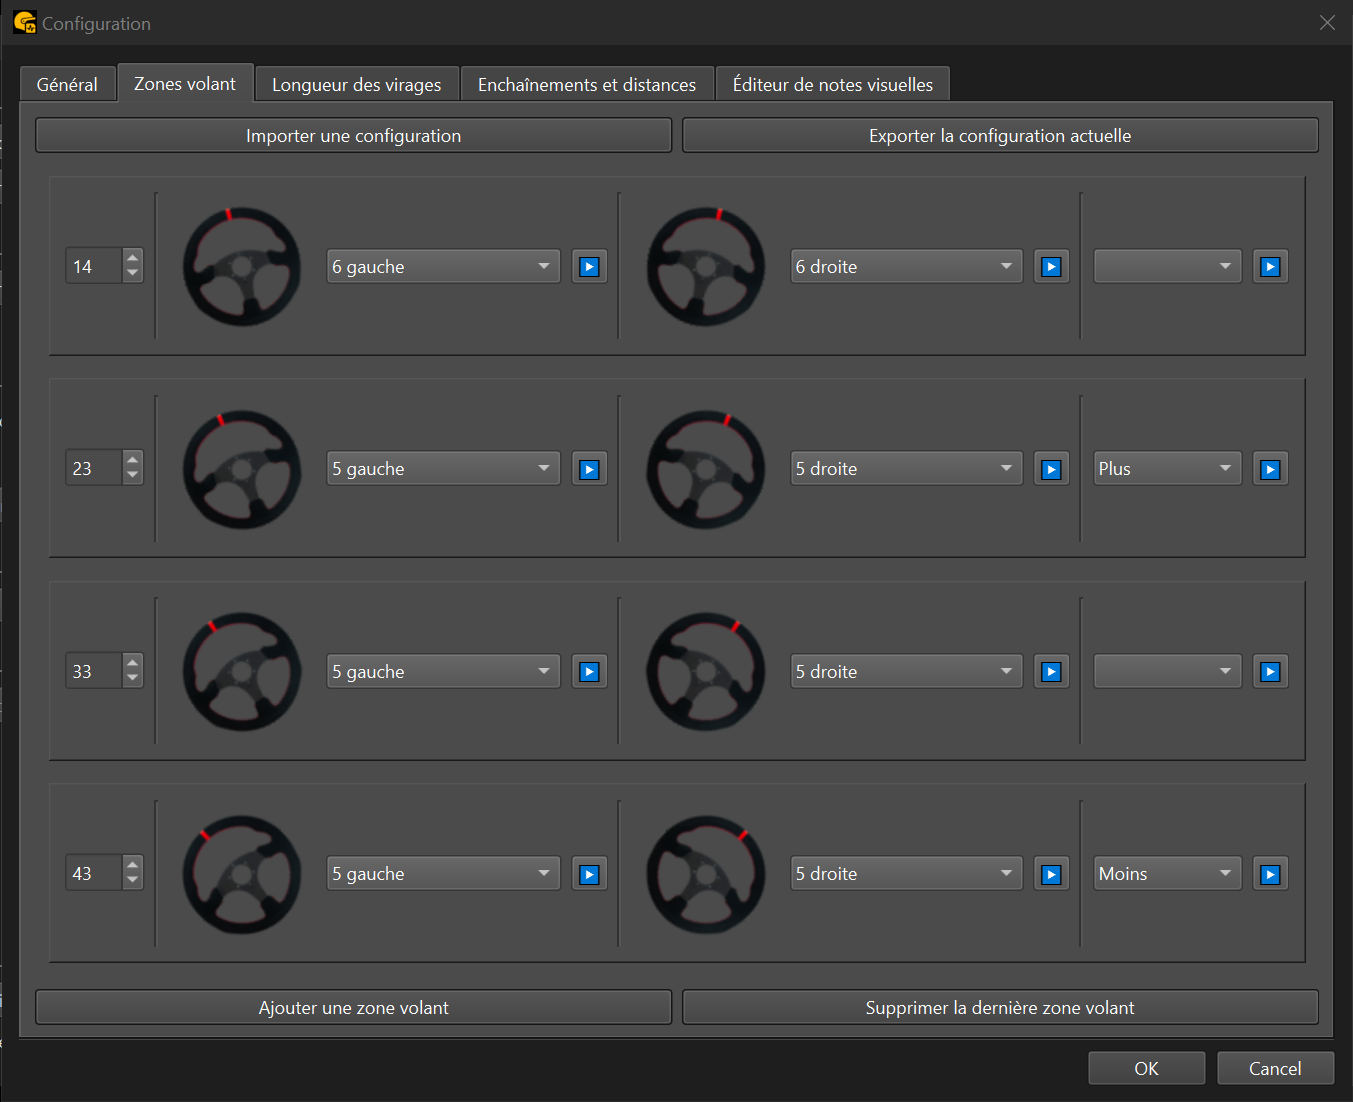 Configuration
Général
Zones volant
Longueur des virages
Enchaînements et distances
Éditeur de notes visuelles
Importer une configuration
Exporter la configuration actuelle
14
6 gauche
6 droite
23
5 gauche
5 droite
Plus
33
5 gauche
5 droite
43
5 gauche
5 droite
Moins
Ajouter une zone volant
Supprimer la dernière zone volant
OK
Cancel